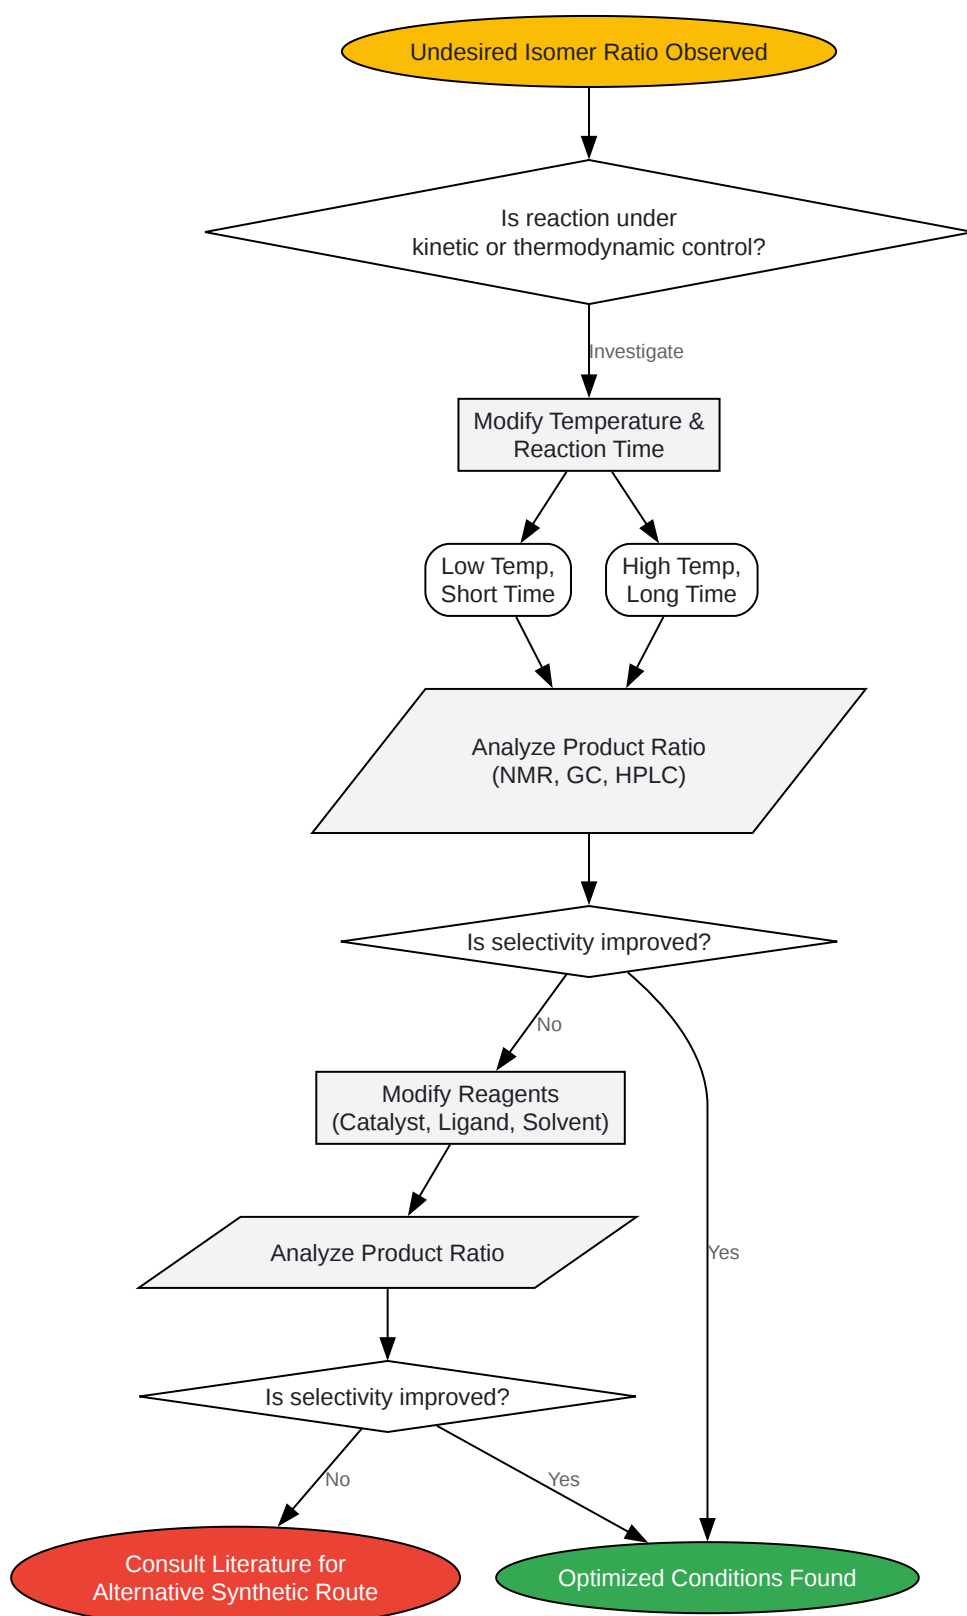 Undesired Isomer Ratio Observed
Is reaction under
kinetic or thermodynamic control?
Investigate
Modify Temperature &
Reaction Time
Low Temp,
Short Time
High Temp,
Long Time
Analyze Product Ratio
(NMR, GC, HPLC)
Is selectivity improved?
No
Modify Reagents
(Catalyst, Ligand, Solvent)
Analyze Product Ratio
Yes
Is selectivity improved?
No
Yes
Consult Literature for
Alternative Synthetic Route
Optimized Conditions Found